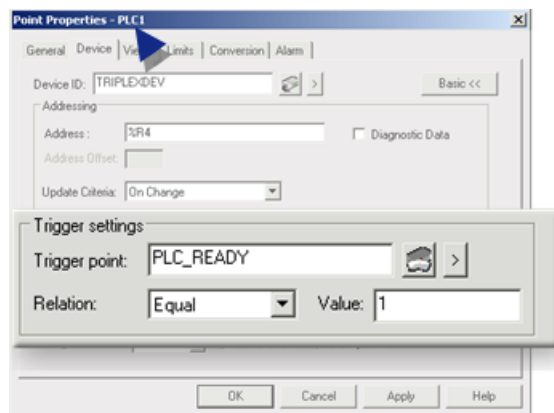 Point Properties - PLC1
General Device Limits Conversion Alarm
Device ID: TRIPLEXDEV Basic <<
Addressing
Address : %R4 Diagnostic Data
Address Offset:
Update Criteria: On Change
Trigger settings
Trigger point: PLC_READY >
Relation: Equal Value: 1
OK Cancel Apply Help